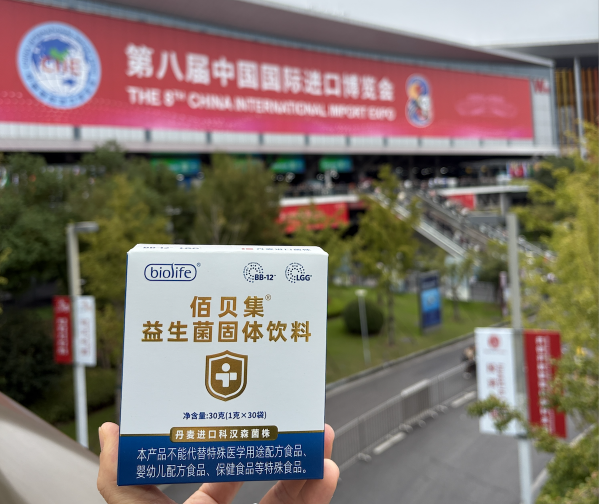 第八届中国国际进口博览会
THE 8TH CHINA INTERNATIONAL IMPORT EXPO
CIIE
biolife®
BB-12®
LGG®
佰贝集®
益生菌固体饮料
净含量:30克(1克×30袋)
丹麦进口科汉森菌株
本产品不能代替特殊医学用途配方食品、
婴幼儿配方食品、保健食品等特殊食品。